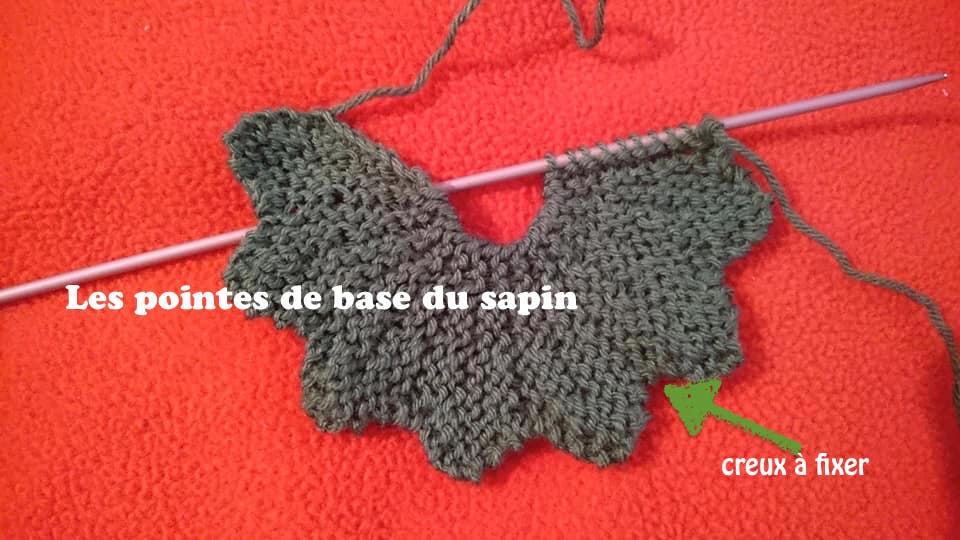 Les pointes de base du sapin
creux à fixer